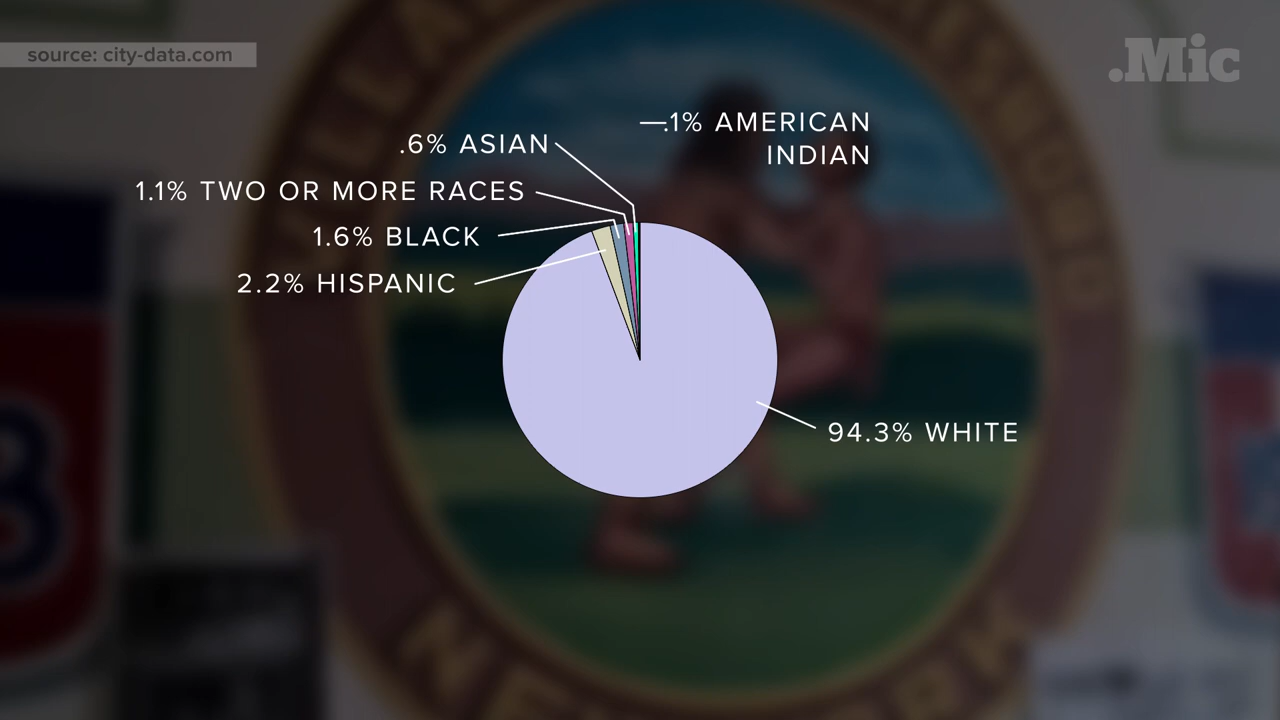 source: city-data.com
.Mic
.1% AMERICAN
INDIAN
.6% ASIAN
1.1% TWO OR MORE RACES
1.6% BLACK
2.2% HISPANIC
94.3% WHITE